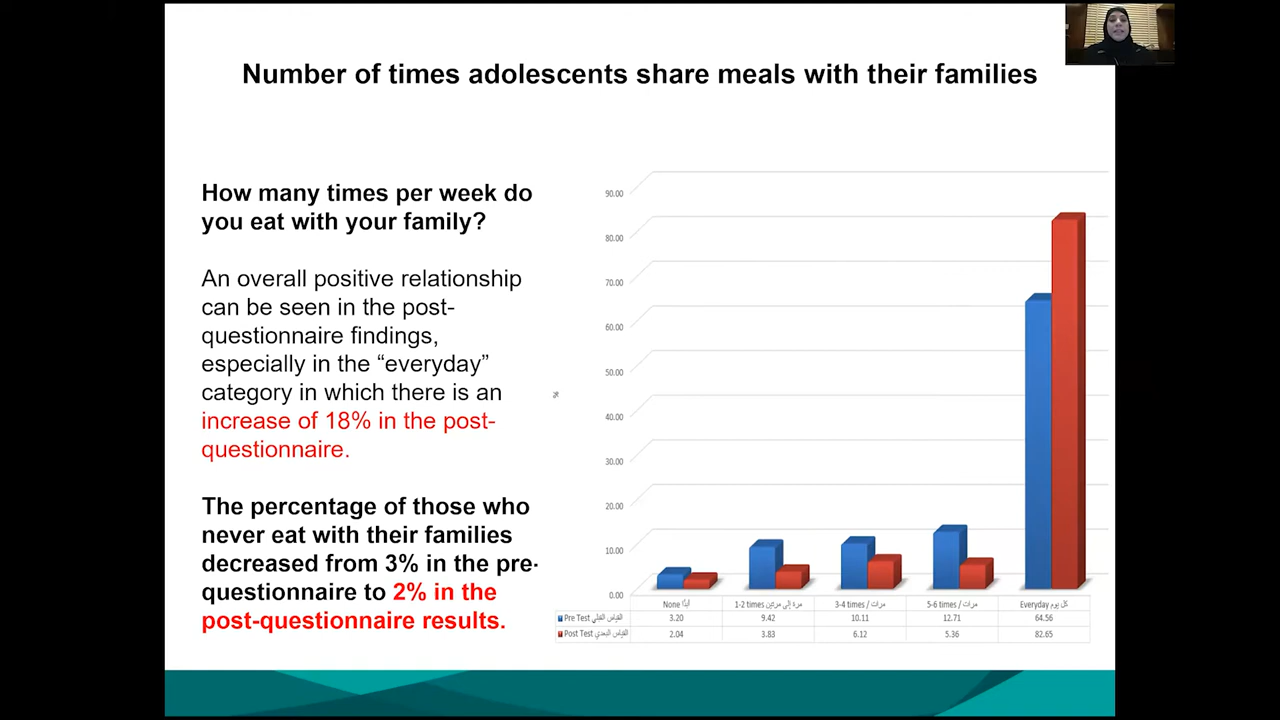 Number of times adolescents share meals with their families
How many times per week do
you eat with your family?
An overall positive relationship
can be seen in the post-
questionnaire findings,
especially in the “everyday”
category in which there is an
increase of 18% in the post-
questionnaire.
The percentage of those who
never eat with their families
decreased from 3% in the pre-
questionnaire to 2% in the
post-questionnaire results.
90.00
80.00
70.00
60.00
50.00
40.00
30.00
20.00
10.00
0.00
%
None أبدًا 1-2 times مرة إلى مرتين 3-4 times / مرات 5-6 times / مرات Everyday كل يوم
Pre Test القياس القبلي 3.20 9.42 10.11 12.71 64.56
Post Test القياس البعدي 2.04 3.83 6.12 5.36 82.65